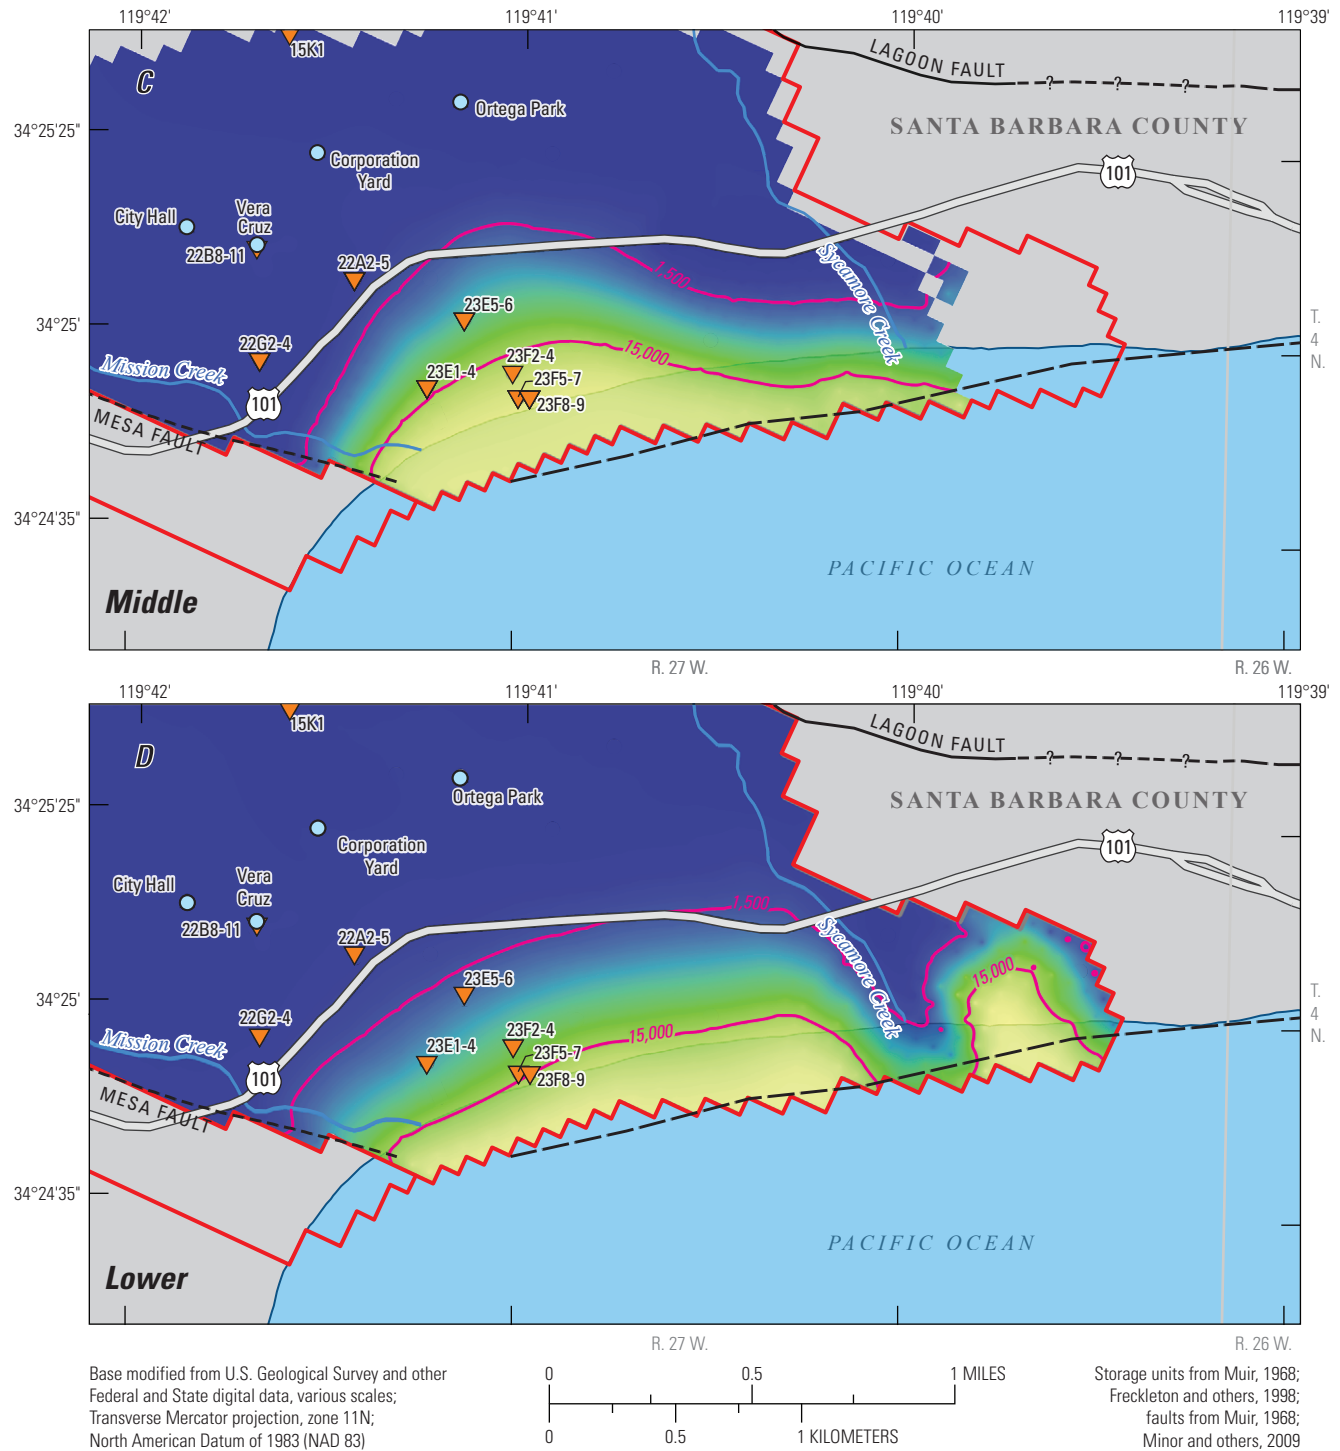 119°42'
119°41'
119°40'
119°39'
15K1
C
LAGOON FAULT
? ? ?
Ortega Park
34°25'25"
SANTA BARBARA COUNTY
Corporation
Yard
101
City Hall
Vera
Cruz
22B8-11
22A2-5
1,500
Sycamore Creek
23E5-6
34°25'
T.
4
N.
22G2-4
15,000
23F2-4
Mission Creek
23E1-4
23F5-7
101
23F8-9
MESA FAULT
34°24'35"
PACIFIC OCEAN
Middle
R. 27 W.
R. 26 W.
119°42'
119°41'
119°40'
119°39'
15K1
D
LAGOON FAULT
? ? ?
Ortega Park
34°25'25"
SANTA BARBARA COUNTY
Corporation
Yard
101
City Hall
Vera
Cruz
22B8-11
22A2-5
1,500
Sycamore Creek
23E5-6
15,000
34°25'
T.
4
N.
22G2-4
23F2-4
15,000
Mission Creek
23E1-4
23F5-7
101
23F8-9
MESA FAULT
34°24'35"
PACIFIC OCEAN
Lower
R. 27 W.
R. 26 W.
Base modified from U.S. Geological Survey and other
Federal and State digital data, various scales;
Transverse Mercator projection, zone 11N;
North American Datum of 1983 (NAD 83)
0 0.5 1 MILES
0 0.5 1 KILOMETERS
Storage units from Muir, 1968;
Freckleton and others, 1998;
faults from Muir, 1968;
Minor and others, 2009